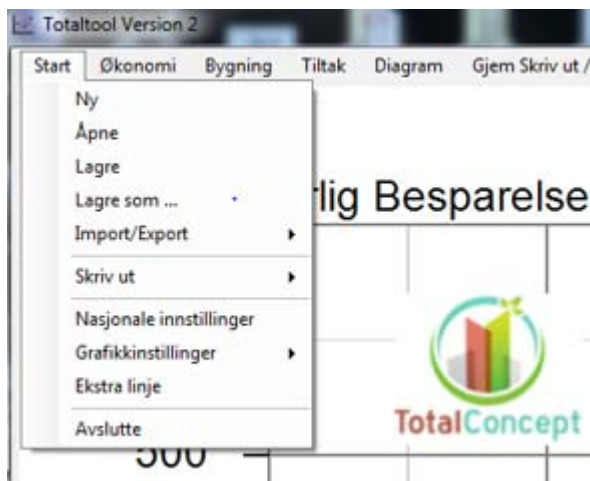 Totaltool Version 2
Start Økonomi Bygning Tiltak Diagram Gjem Skriv ut /
Ny
Åpne
Lagre
Lagre som ...
rlig Besparelse
Import/Export
Skriv ut
Nasjonale innstillinger
Grafikkinstillinger
Ekstra linje
TotalConcept
Avslutte
500